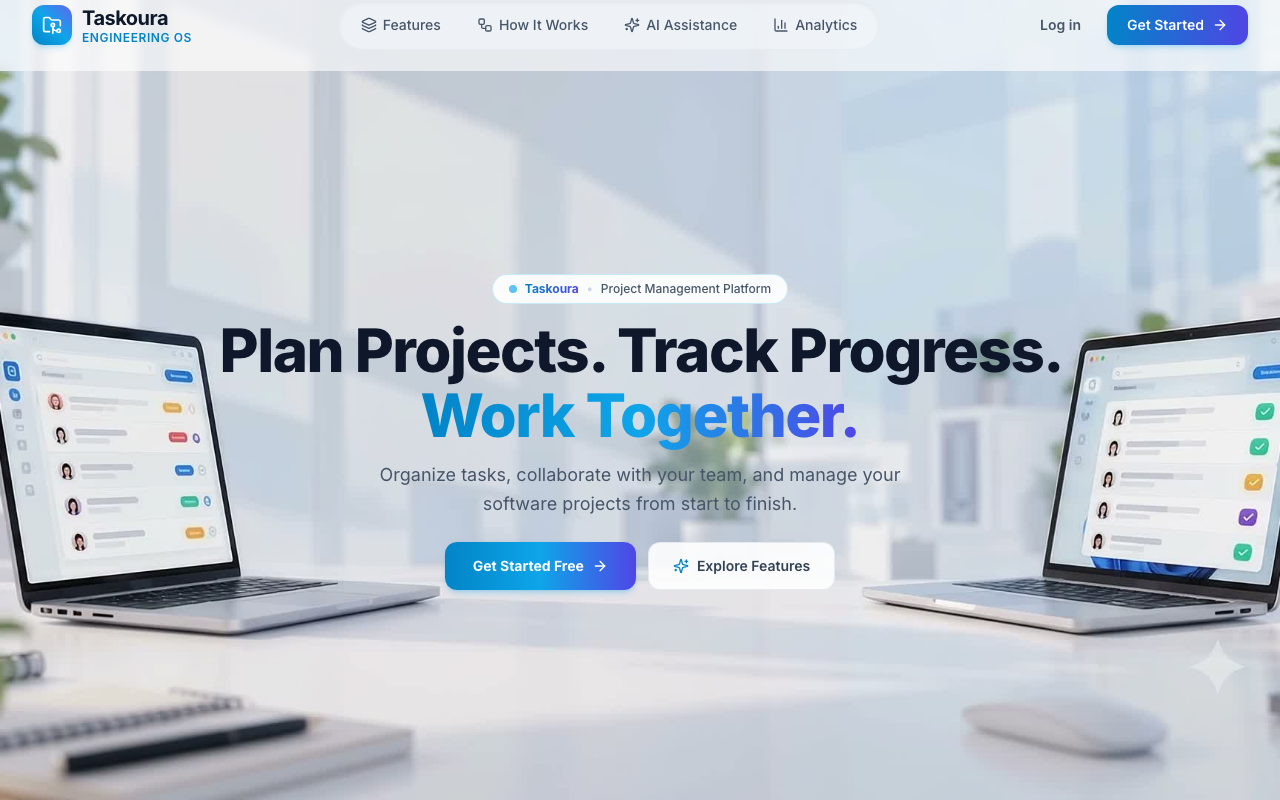 Taskoura
ENGINEERING OS
Features
How It Works
AI Assistance
Analytics
Log in
Get Started
Taskoura • Project Management Platform
Plan Projects. Track Progress.
Work Together.
Organize tasks, collaborate with your team, and manage your
software projects from start to finish.
Get Started Free
Explore Features